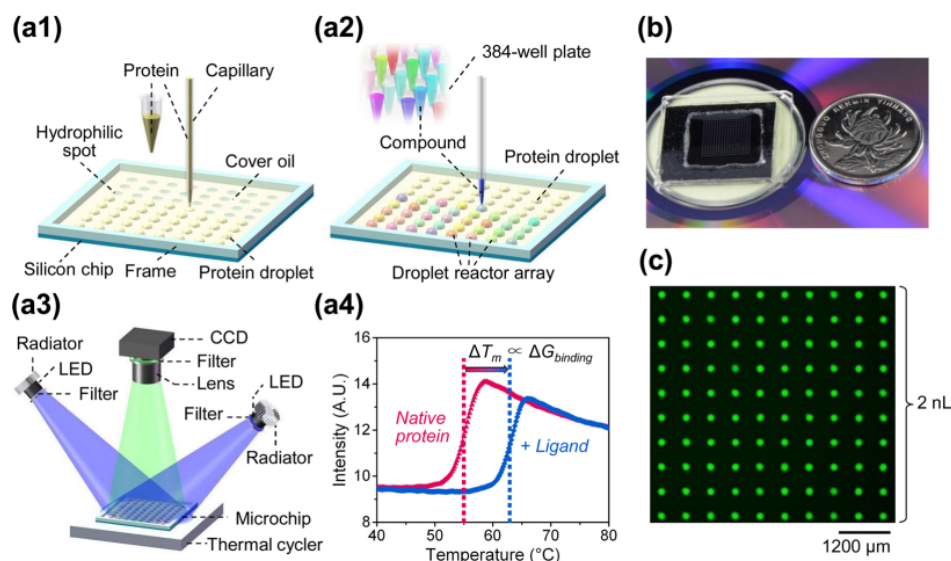 (a1)
Protein
Capillary
Hydrophilic
spot
Cover oil
Silicon chip
Frame
Protein droplet
(a2)
384-well plate
Compound
Protein droplet
Droplet reactor array
(b)
(a3)
Radiator
LED
Filter
CCD
Filter
Lens
LED
Filter
Radiator
Microchip
Thermal cycler
(a4)
16
14
12
10
8
Intensity (A.U.)
ΔTm ∝ ΔGbinding
Native
protein
+ Ligand
40 50 60 70 80
Temperature (°C)
(c)
2 nL
1200 μm